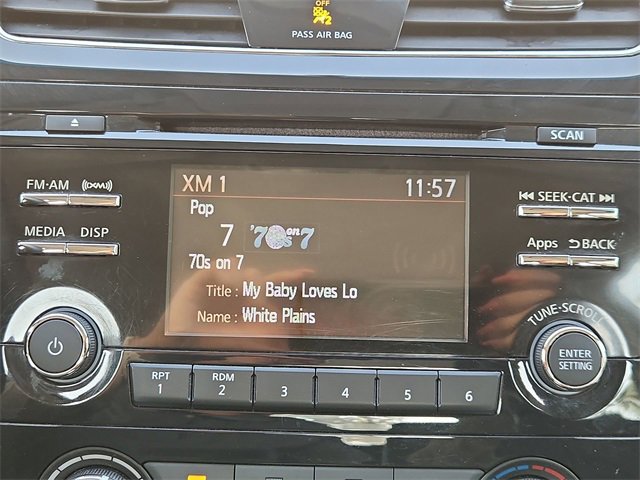 OFF
2
PASS AIR BAG
SCAN
FM·AM XM
MEDIA DISP
XM 1 11:57
Pop
7 '70s on 7
70s on 7
Title : My Baby Loves Lo
Name : White Plains
SEEK·CAT
Apps BACK
TUNE·SCROLL
ENTER
SETTING
RPT
1
RDM
2
3
4
5
6